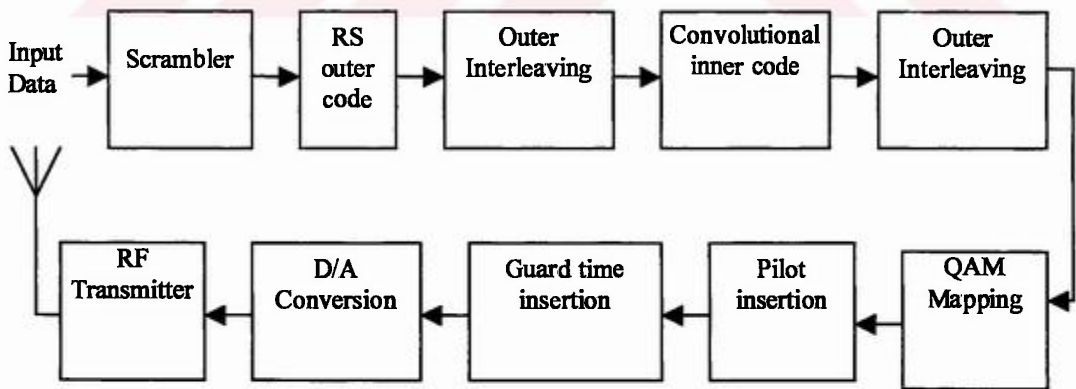 Input
Data
Scrambler
RS
outer
code
Outer
Interleaving
Convolutional
inner code
Outer
Interleaving
RF
Transmitter
D/A
Conversion
Guard time
insertion
Pilot
insertion
QAM
Mapping